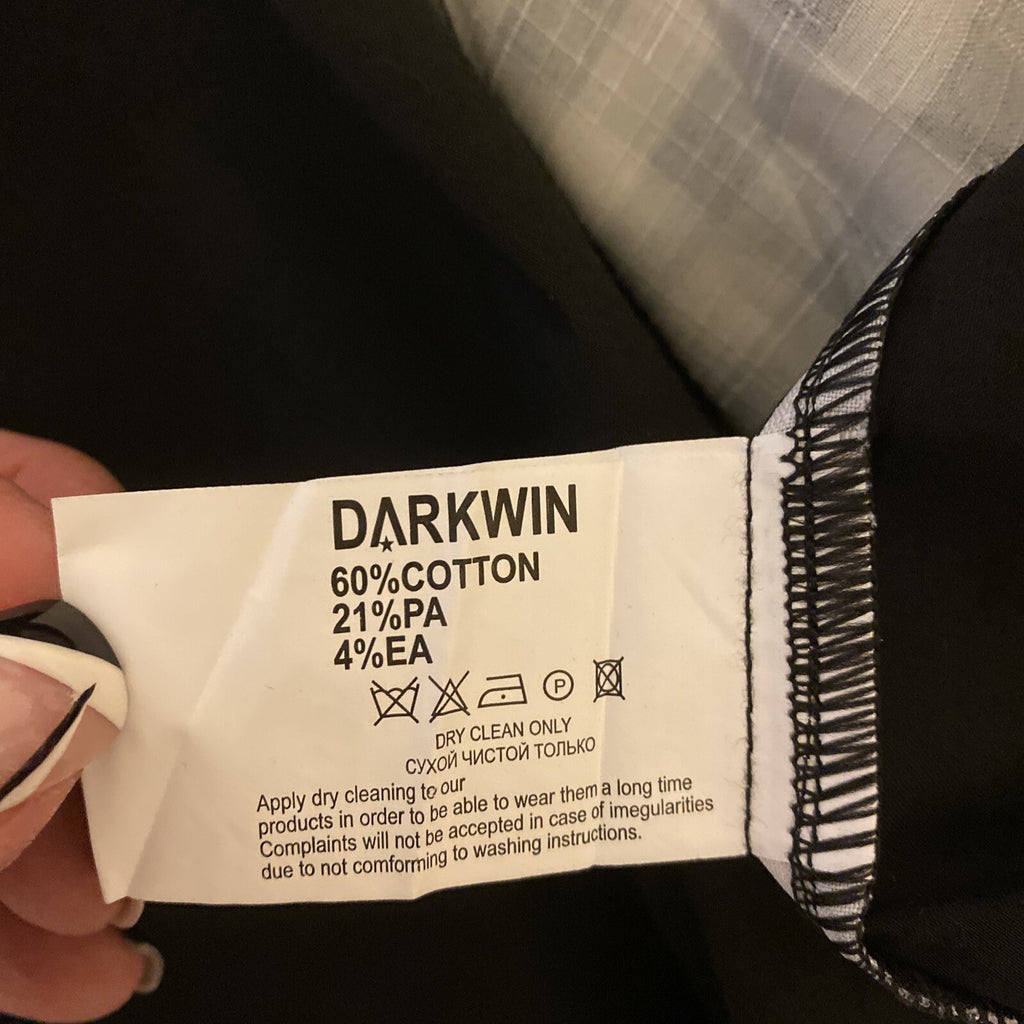 DARKWIN
60%COTTON
21%PA
4%EA
P
DRY CLEAN ONLY
СУХОЙ ЧИСТОЙ ТОЛЬКО
Apply dry cleaning to our
products in order to be able to wear them a long time
Complaints will not be accepted in case of imegularities
due to not comforming to washing instructions.